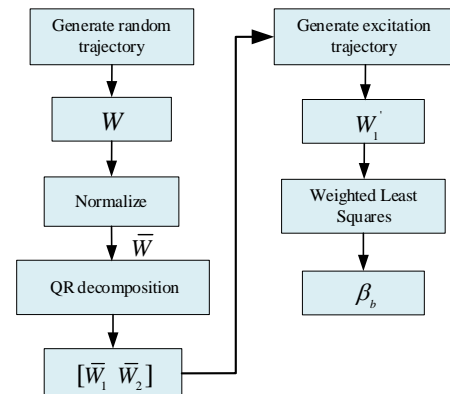 Generate random
trajectory
W
Normalize
W̅
QR decomposition
[W̅₁ W̅₂]
Generate excitation
trajectory
W₁'
Weighted Least
Squares
β_b